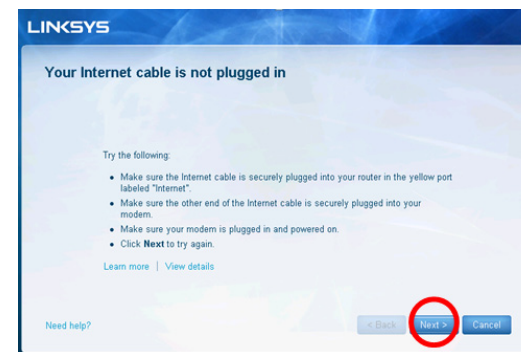 LINKSYS
Your Internet cable is not plugged in
Try the following:
• Make sure the Internet cable is securely plugged into your router in the yellow port
labeled "Internet".
• Make sure the other end of the Internet cable is securely plugged into your
modem.
• Make sure your modem is plugged in and powered on.
• Click Next to try again.
Learn more | View details
Need help? < Back Next > Cancel